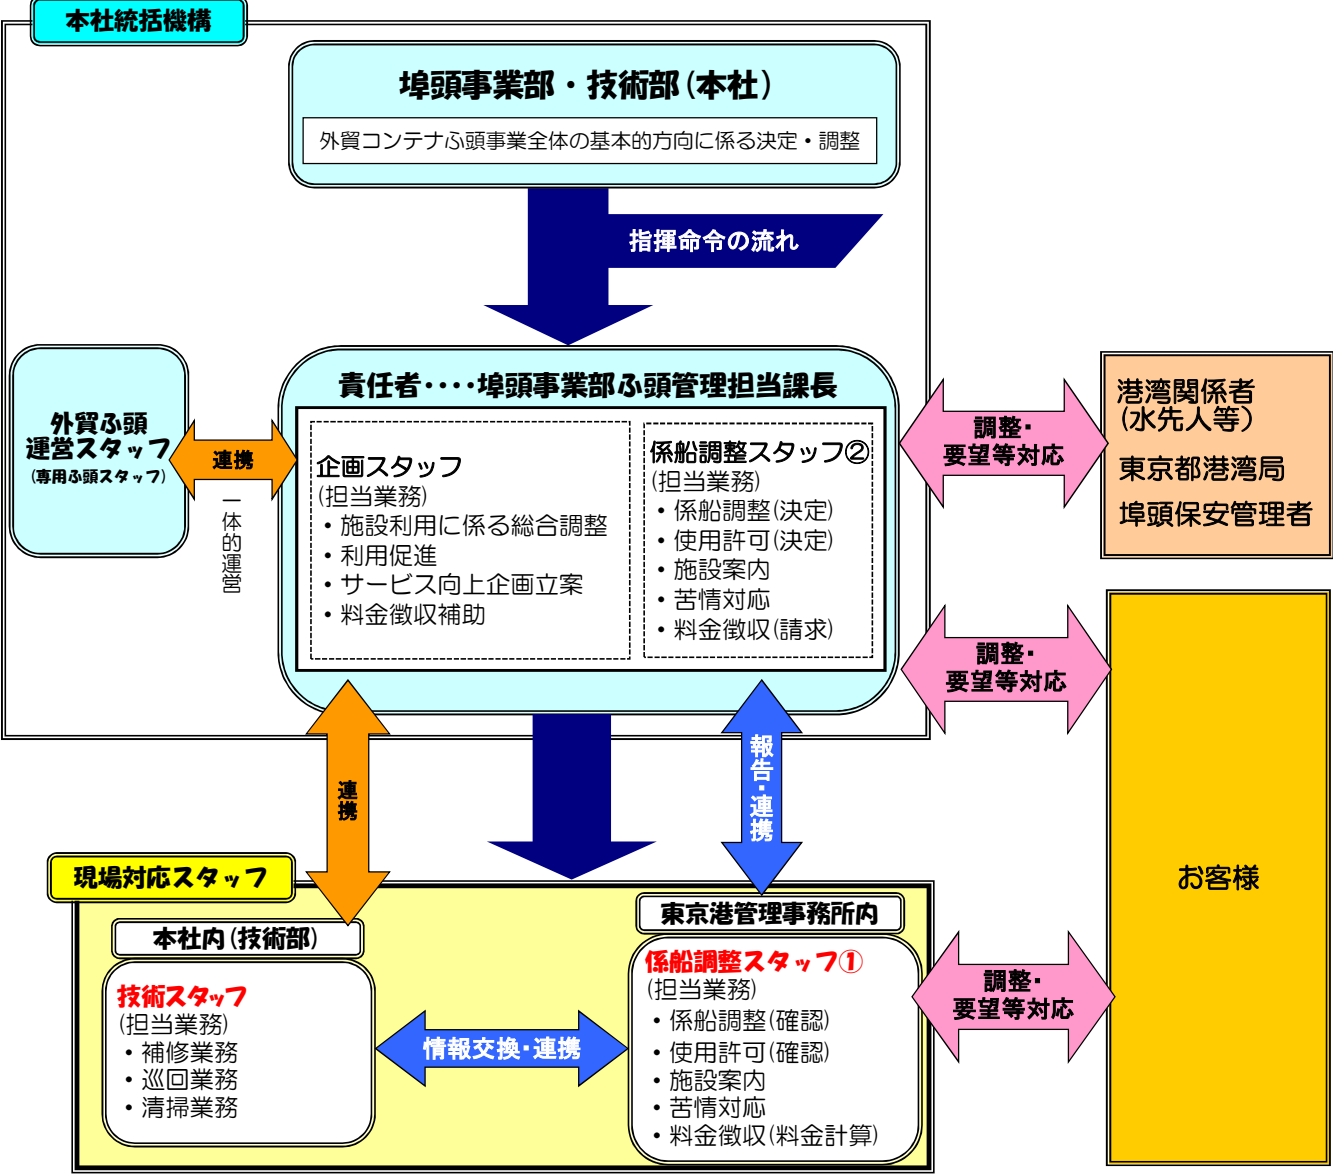 本社統括機構
埠頭事業部・技術部(本社)
外貿コンテナふ頭事業全体の基本的方向に係る決定・調整
指揮命令の流れ
外貿ふ頭
運営スタッフ
(専用ふ頭スタッフ)
連携
一体的運営
責任者････埠頭事業部ふ頭管理担当課長
企画スタッフ
(担当業務)
・施設利用に係る総合調整
・利用促進
・サービス向上企画立案
・料金徴収補助
係船調整スタッフ②
(担当業務)
・係船調整(決定)
・使用許可(決定)
・施設案内
・苦情対応
・料金徴収(請求)
調整・
要望等対応
港湾関係者
(水先人等)
東京都港湾局
埠頭保安管理者
調整・
要望等対応
お客様
連携
報告・連携
現場対応スタッフ
本社内(技術部)
技術スタッフ
(担当業務)
・補修業務
・巡回業務
・清掃業務
情報交換・連携
東京港管理事務所内
係船調整スタッフ①
(担当業務)
・係船調整(確認)
・使用許可(確認)
・施設案内
・苦情対応
・料金徴収(料金計算)
調整・
要望等対応